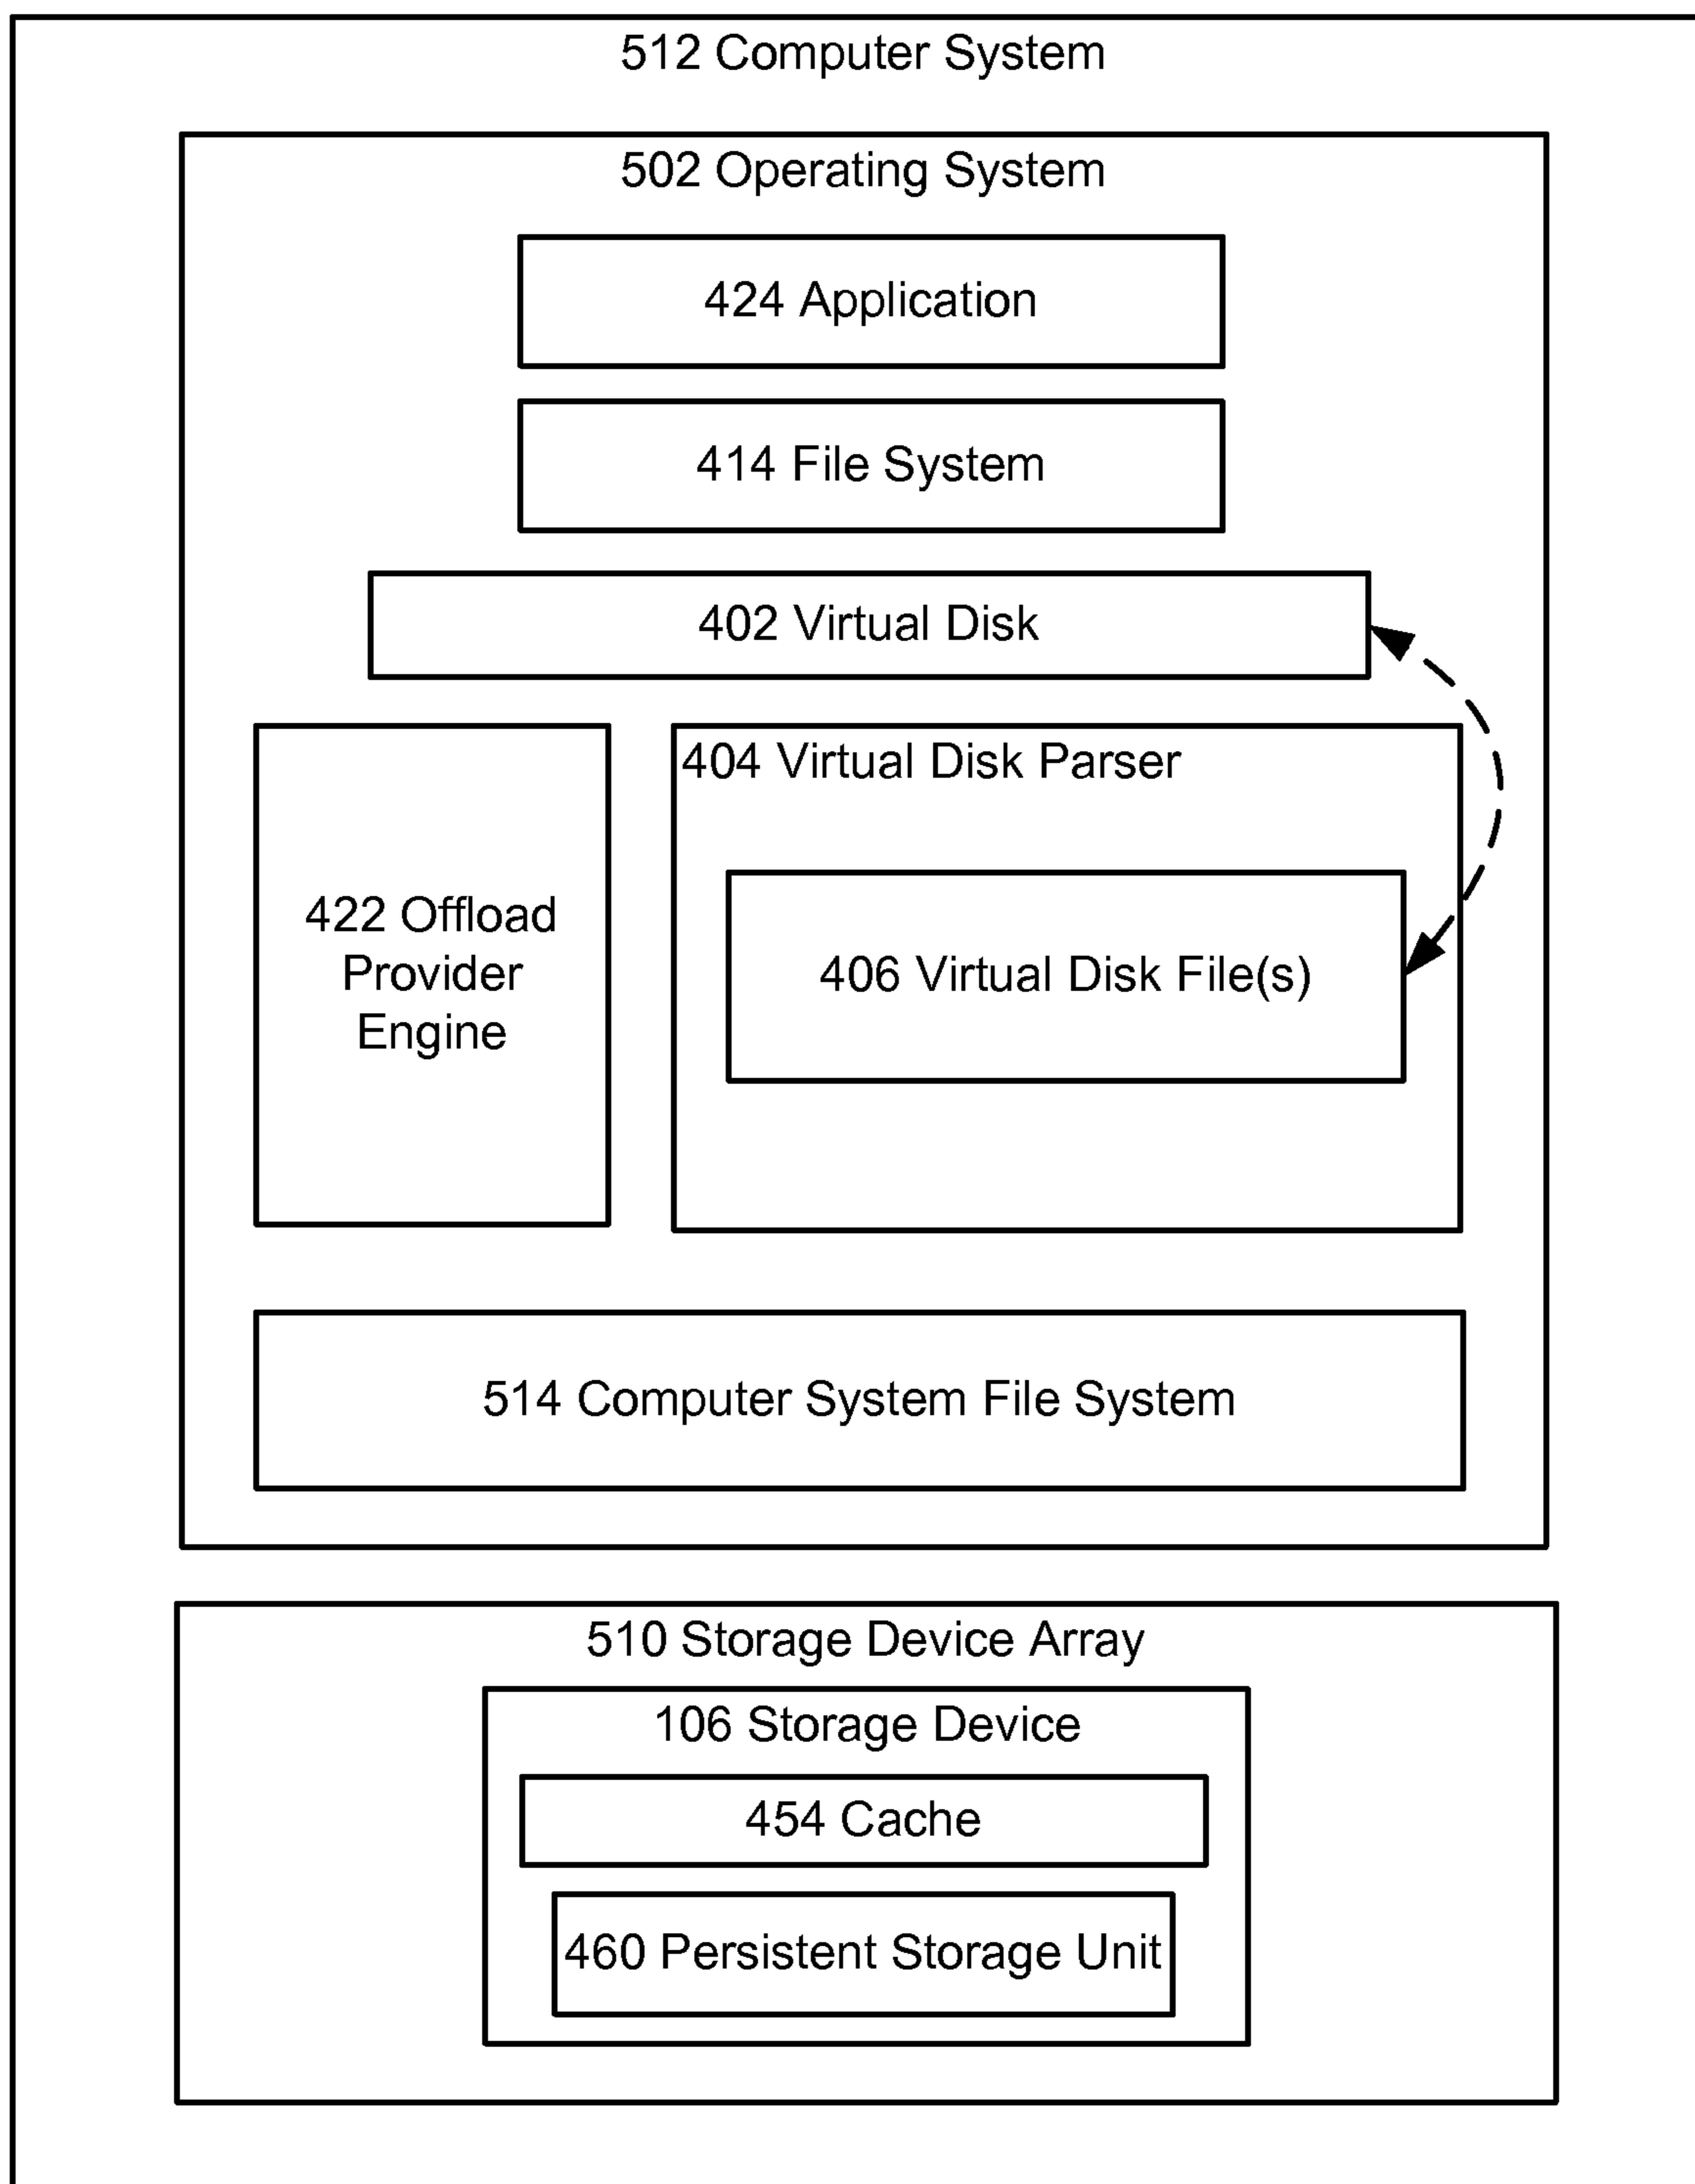 512 Computer System
502 Operating System
424 Application
414 File System
402 Virtual Disk
404 Virtual Disk Parser
422 Offload
Provider
Engine
406 Virtual Disk File(s)
514 Computer System File System
510 Storage Device Array
106 Storage Device
454 Cache
460 Persistent Storage Unit